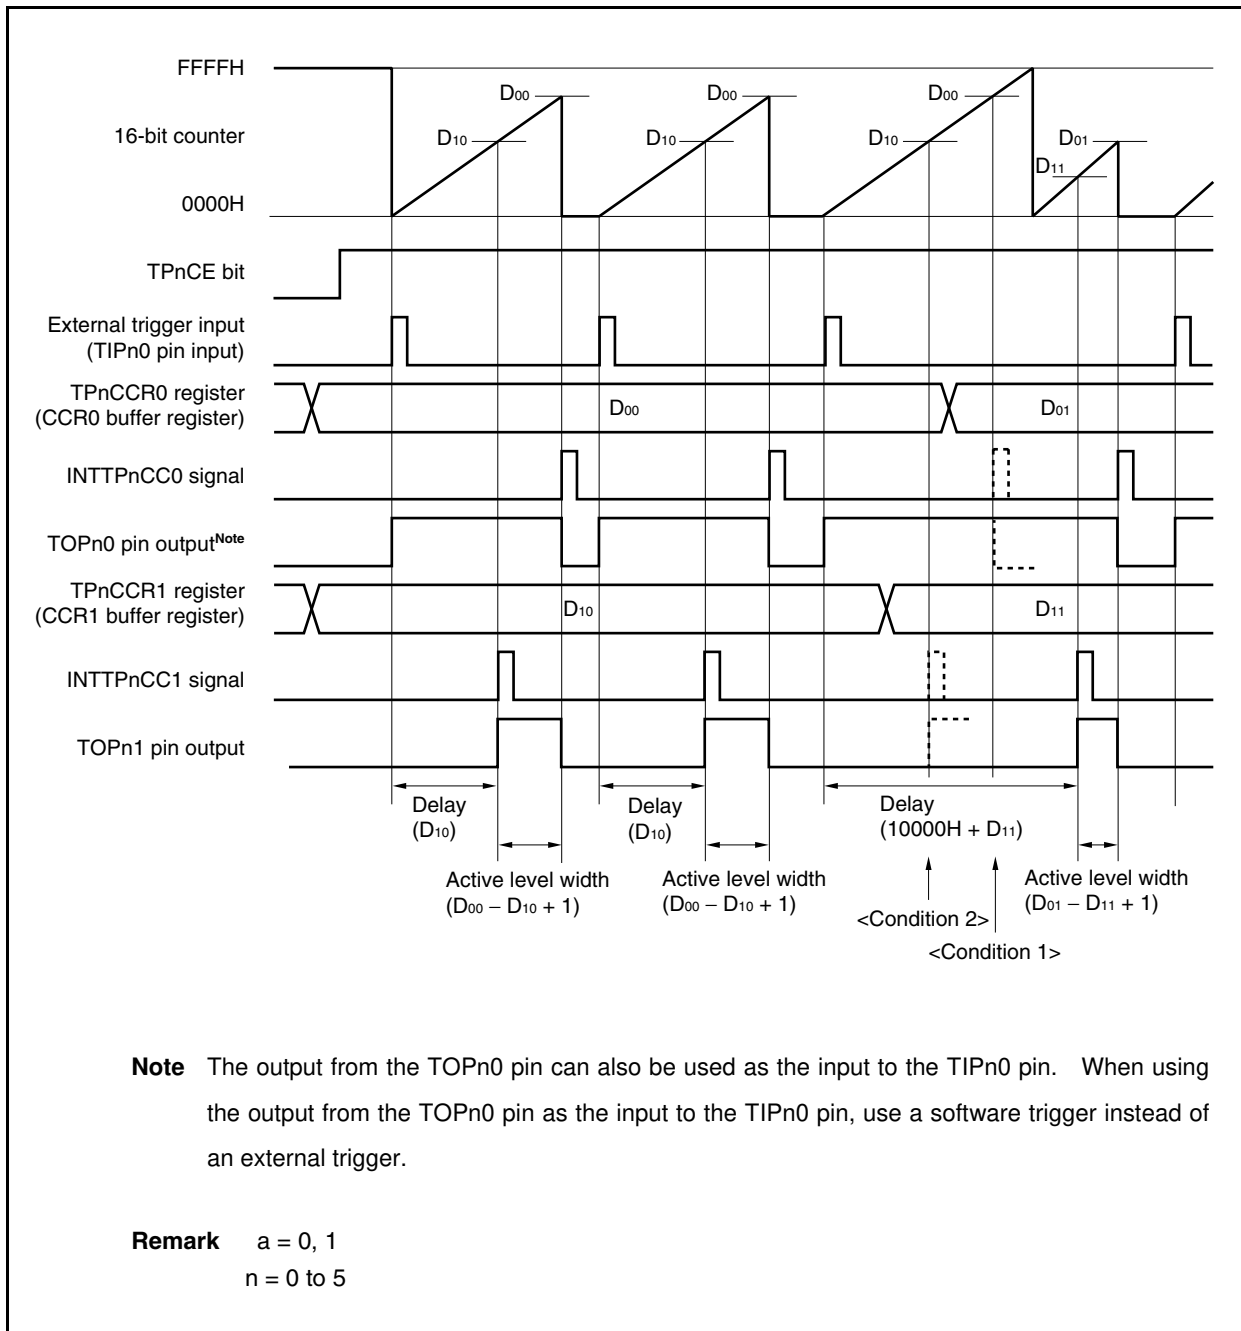 FFFFH
D00 D00 D00
16-bit counter
D10 D10 D10 D01
D11
0000H
TPnCE bit
External trigger input
(TIPn0 pin input)
TPnCCR0 register
(CCR0 buffer register)
D00 D01
INTTPnCC0 signal
TOPn0 pin outputNote
TPnCCR1 register
(CCR1 buffer register)
D10 D11
INTTPnCC1 signal
TOPn1 pin output
Delay
(D10)
Delay
(D10)
Delay
(10000H + D11)
Active level width
(D00 − D10 + 1)
Active level width
(D00 − D10 + 1)
Active level width
(D01 − D11 + 1)
<Condition 2>
<Condition 1>
Note The output from the TOPn0 pin can also be used as the input to the TIPn0 pin. When using
the output from the TOPn0 pin as the input to the TIPn0 pin, use a software trigger instead of
an external trigger.
Remark a = 0, 1
n = 0 to 5